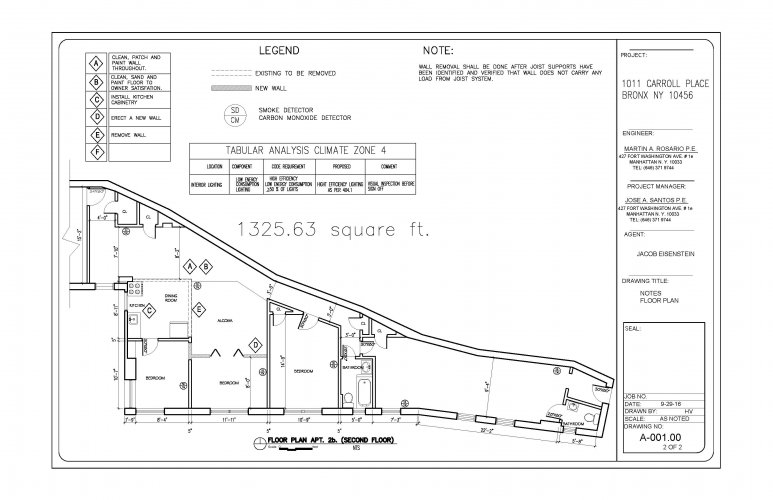 LEGEND
NOTE:
A
CLEAN, PATCH AND
PAINT WALL
THROUGHOUT.
B
CLEAN, SAND AND
PAINT FLOOR TO
OWNER SATISFATION.
C
INSTALL KITCHEN
CABINETRY
D
ERECT A NEW WALL
E
REMOVE WALL
F
EXISTING TO BE REMOVED
NEW WALL
SD
CM
SMOKE DETECTOR
CARBON MONOXIDE DETECTOR
WALL REMOVAL SHALL BE DONE AFTER JOIST SUPPORTS HAVE
BEEN IDENTIFIED AND VERIFIED THAT WALL DOES NOT CARRY ANY
LOAD FROM JOIST SYSTEM.
TABULAR ANALYSIS CLIMATE ZONE 4
LOCATION COMPONENT CODE REQUIREMENT PROPOSED COMMENT
INTERIOR LIGHTING
LOW ENERGY
CONSUMPTION
LIGHTING
HIGH EFFICIENCY
LOW ENERGY CONSUMPTION
OF LIGHTS
HIGHT EFFICIENCY LIGHTING
AS PER 404.1
VISUAL INSPECTION BEFORE
SIGN OFF
1325.63 square ft.
CL
CL
A
B
C
D
E
KITCHEN
DINING
ROOM
ALCOVA
BEDROOM
BEDROOM
BEDROOM
CL
CL
CL
BATHROOM
BATHROOM
11'-11"
FLOOR PLAN APT. 2b. (SECOND FLOOR)
NTS
PROJECT:
1011 CARROLL PLACE
BRONX NY 10456
ENGINEER:
MARTIN A. ROSARIO P.E.
427 FORT WASHINGTON AVE. # 1e
MANHATTAN N. Y. 10033
TEL: (646) 371 9744
PROJECT MANAGER:
JOSE A. SANTOS P.E.
427 FORT WASHINGTON AVE. # 1e
MANHATTAN N. Y. 10033
TEL: (646) 371 9744
AGENT:
JACOB EISENSTEIN
DRAWING TITLE:
NOTES
FLOOR PLAN
SEAL:
JOB NO.
DATE: 9-29-16
DRAWN BY: HV
SCALE: AS NOTED
DRAWING NO:
A-001.00
2 OF 2